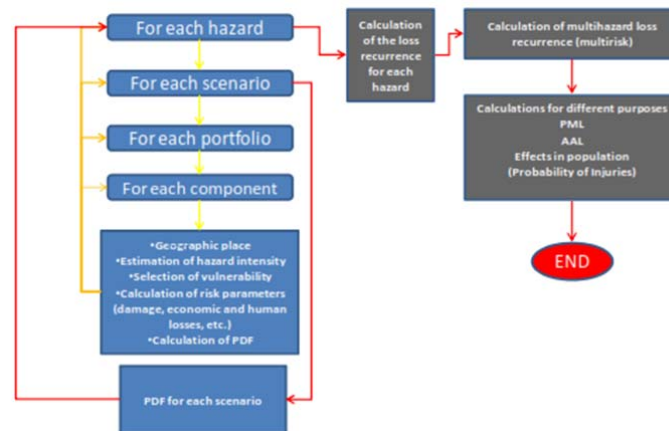 For each hazard
For each scenario
For each portfolio
For each component
•Geographic place
•Estimation of hazard intensity
•Selection of vulnerability
•Calculation of risk parameters
(damage, economic and human
losses, etc.)
•Calculation of PDF
PDF for each scenario
Calculation
of the loss
recurrence
for each
hazard
Calculation of multihazard loss
recurrence (multirisk)
Calculations for different purposes
PML
AAL
Effects in population
(Probability of Injuries)
END